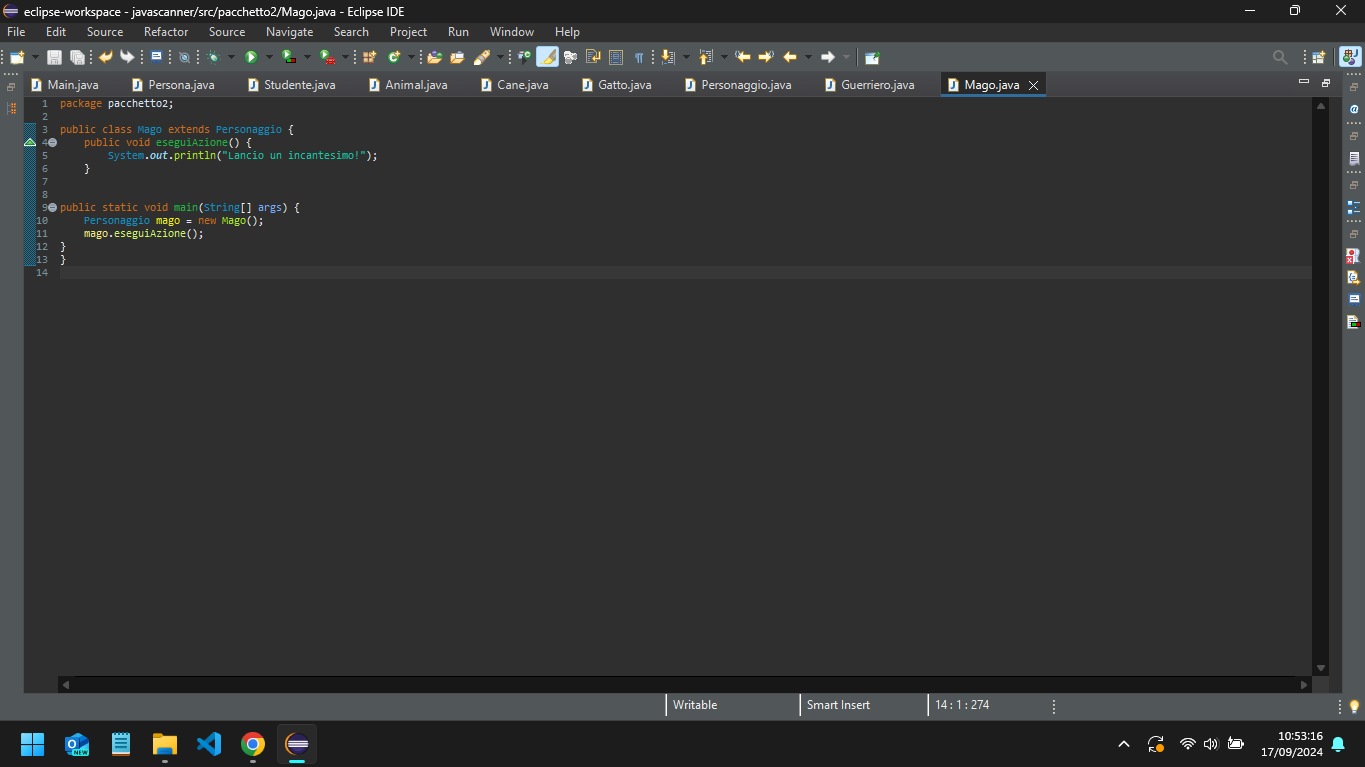 eclipse-workspace - javascanner/src/pacchetto2/Mago.java - Eclipse IDE
File Edit Source Refactor Source Navigate Search Project Run Window Help
Main.java Persona.java Studente.java Animal.java Cane.java Gatto.java Personaggio.java Guerriero.java Mago.java
1 package pacchetto2;
2
3 public class Mago extends Personaggio {
4 public void eseguiAzione() {
5 System.out.println("Lancio un incantesimo!");
6 }
7
8
9 public static void main(String[] args) {
10 Personaggio mago = new Mago();
11 mago.eseguiAzione();
12 }
13 }
14
Writable Smart Insert 14 : 1 : 274
NEW
10:53:16
17/09/2024